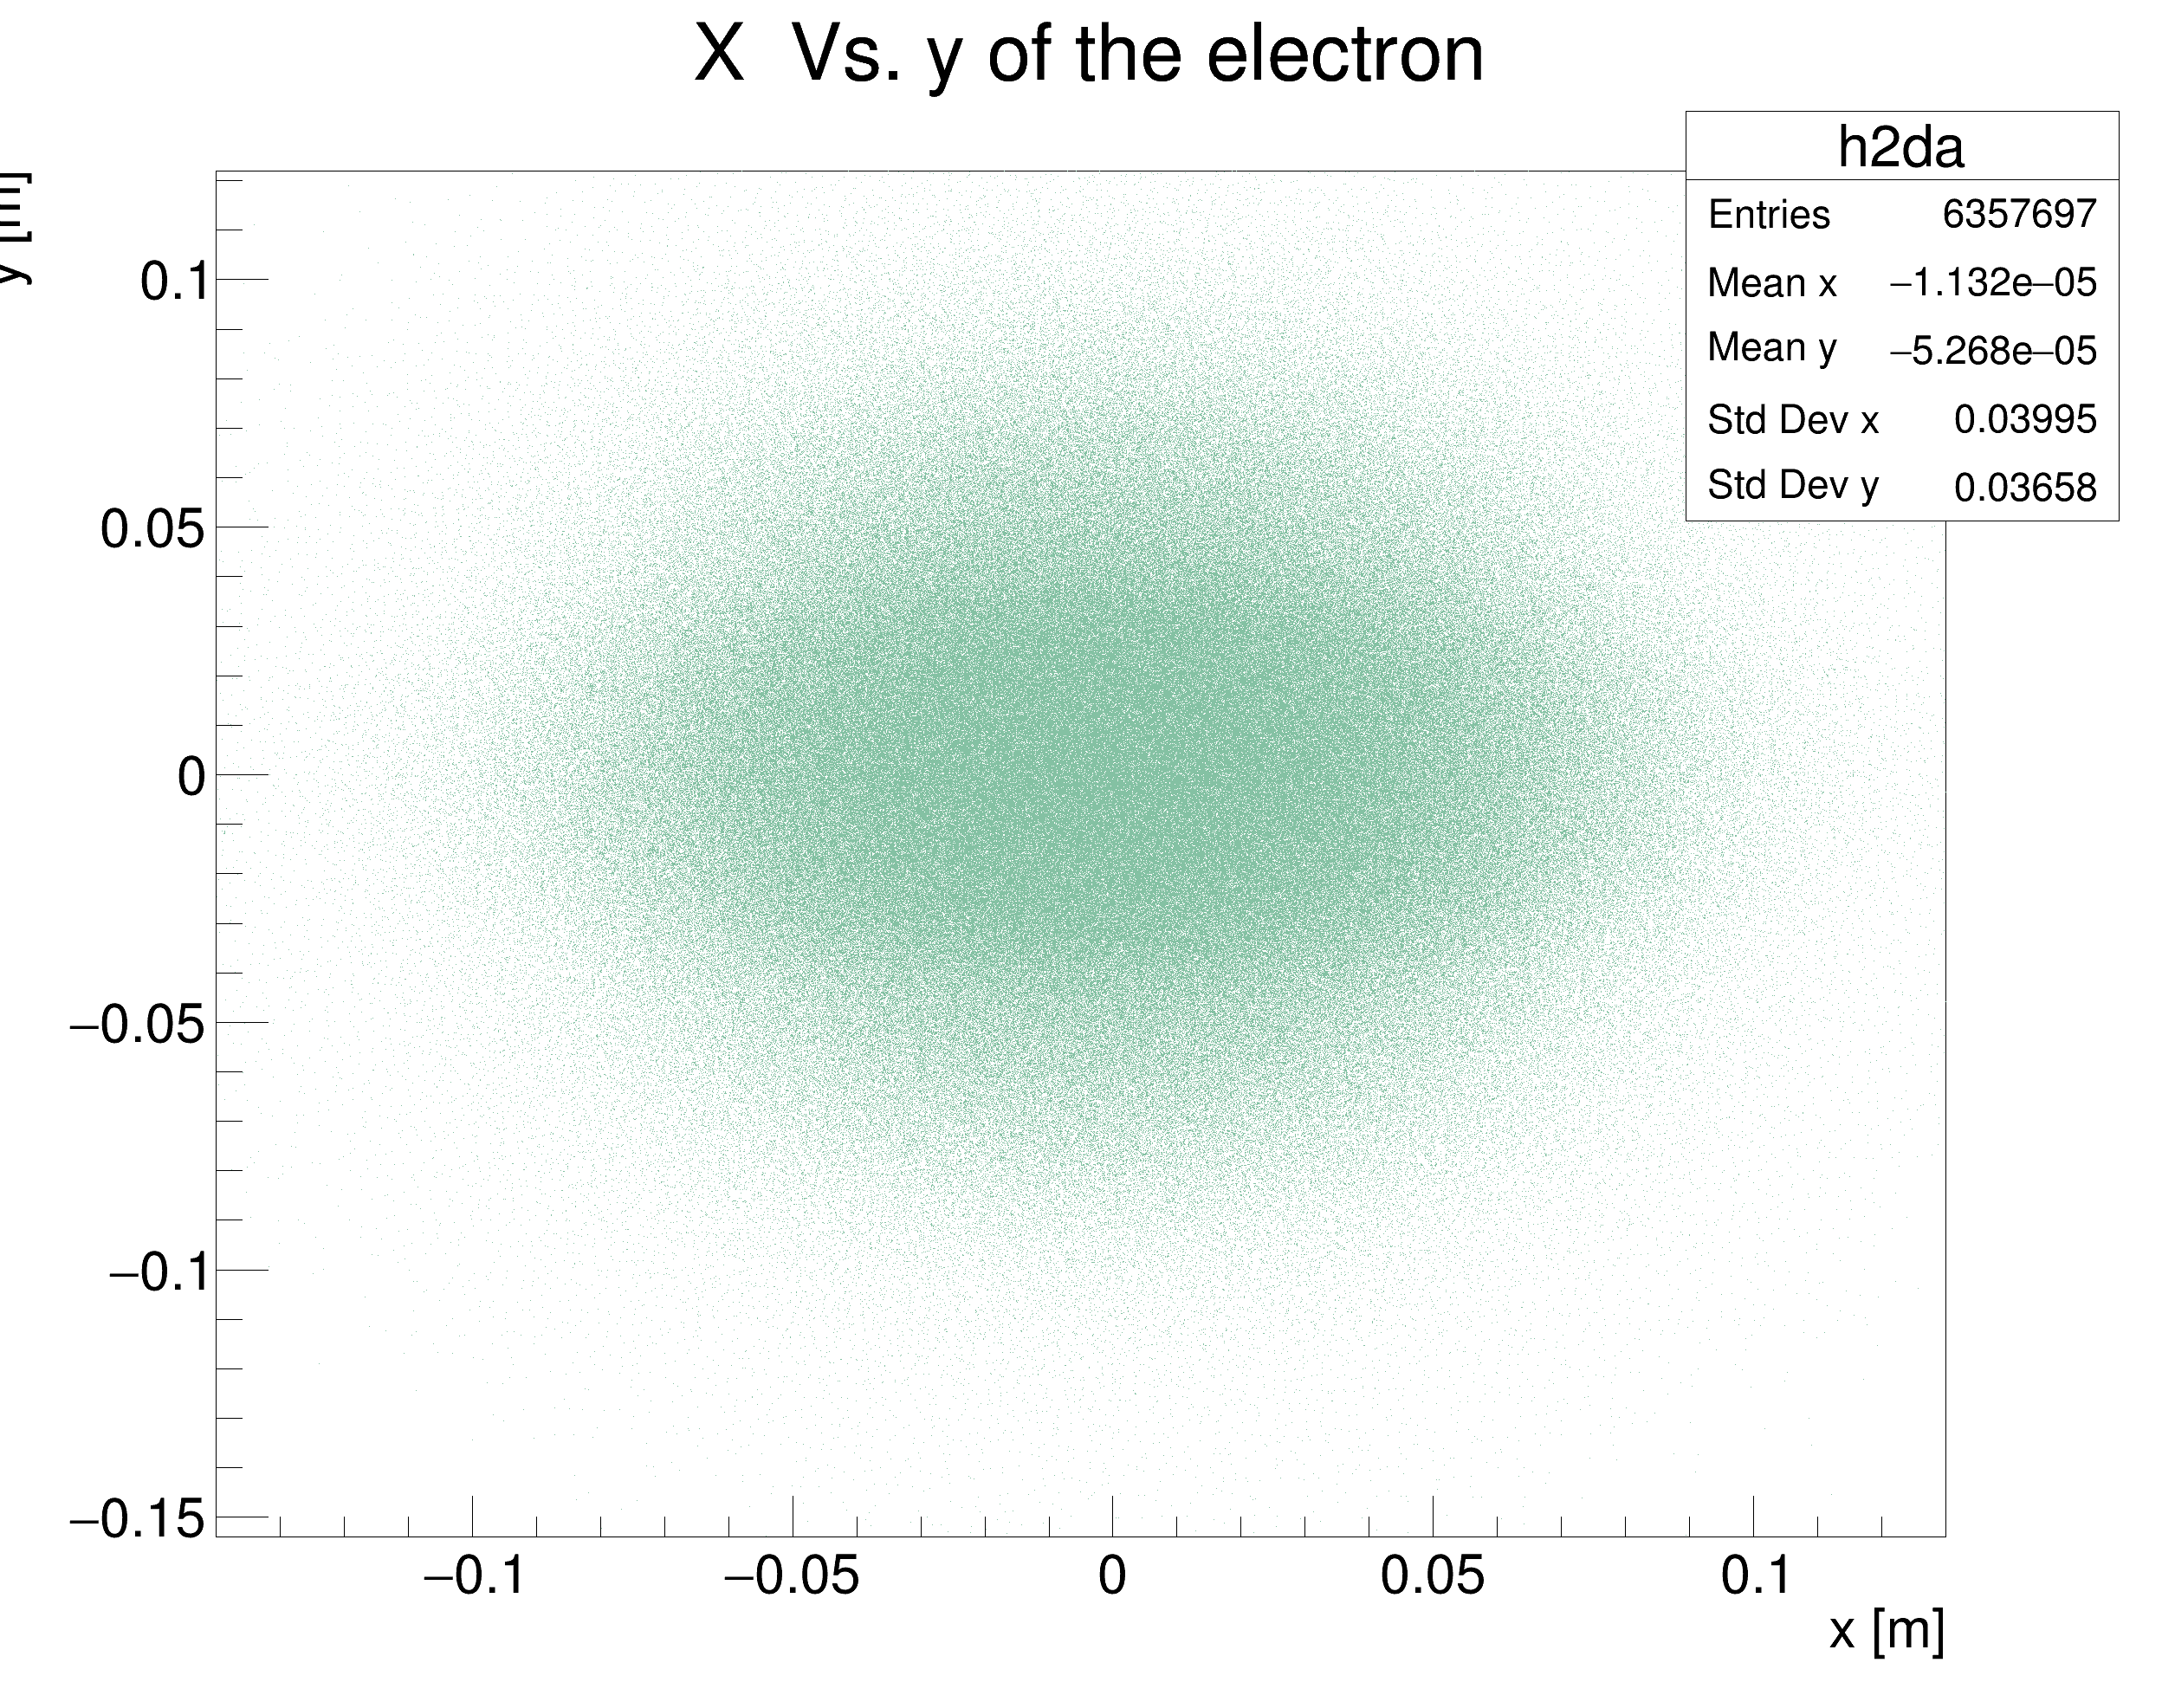 X Vs. y of the electron
h2da
Entries 6357697
Mean x −1.132e−05
Mean y −5.268e−05
Std Dev x 0.03995
Std Dev y 0.03658
y [m]
0.1
0.05
0
−0.05
−0.1
−0.15
−0.1 −0.05 0 0.05 0.1
x [m]